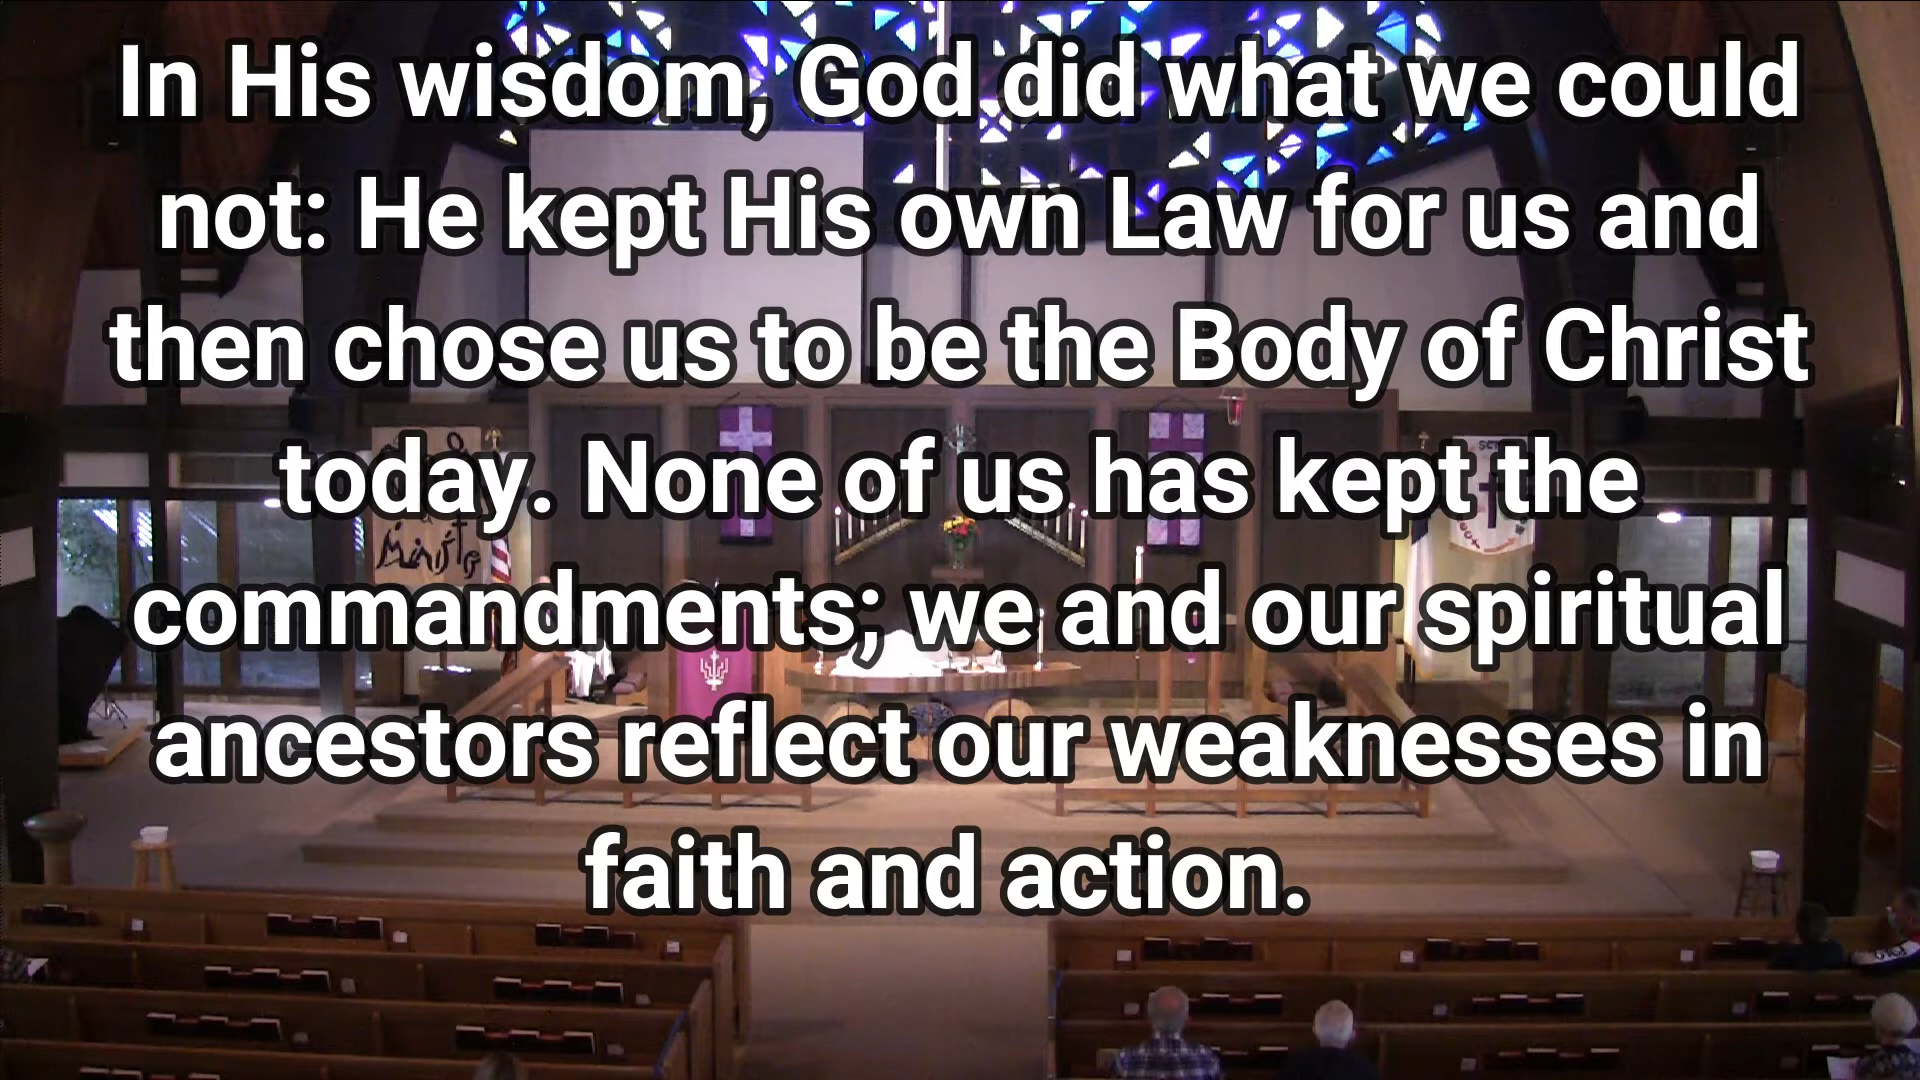 In His wisdom, God did what we could
not: He kept His own Law for us and
then chose us to be the Body of Christ
today. None of us has kept the
commandments; we and our spiritual
ancestors reflect our weaknesses in
faith and action.